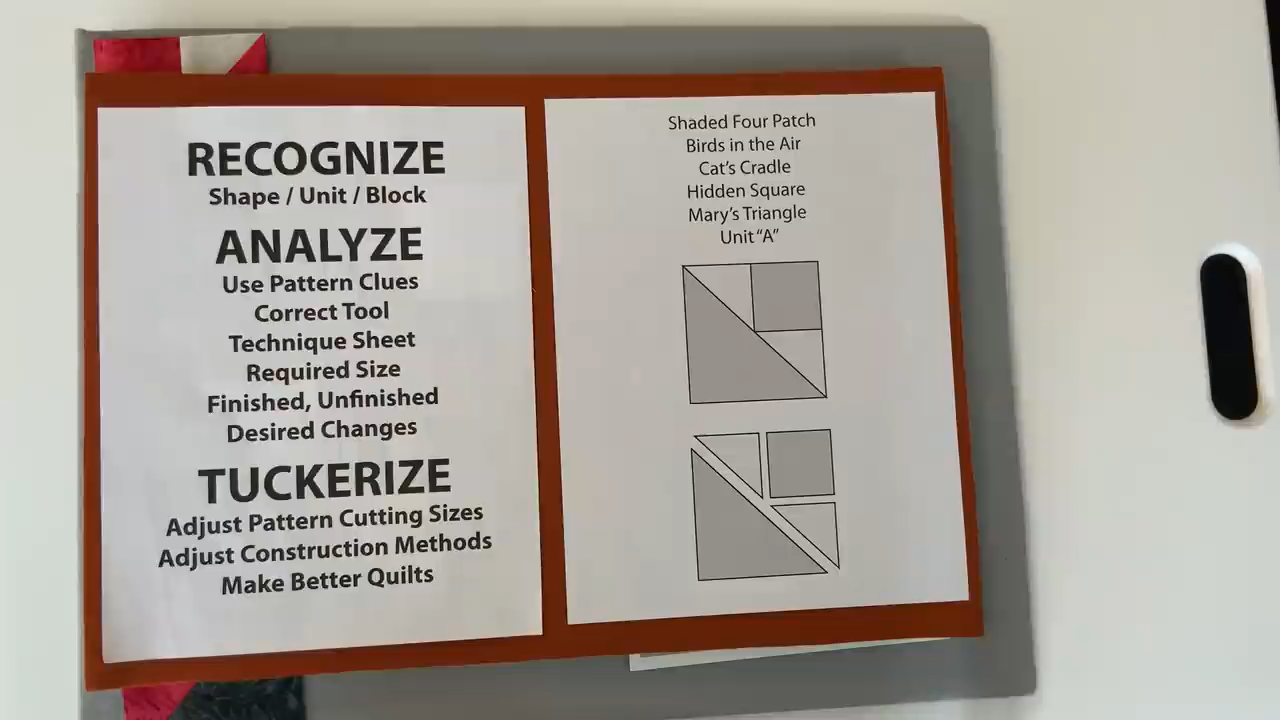 RECOGNIZE
Shape / Unit / Block
ANALYZE
Use Pattern Clues
Correct Tool
Technique Sheet
Required Size
Finished, Unfinished
Desired Changes
TUCKERIZE
Adjust Pattern Cutting Sizes
Adjust Construction Methods
Make Better Quilts
Shaded Four Patch
Birds in the Air
Cat's Cradle
Hidden Square
Mary's Triangle
Unit "A"